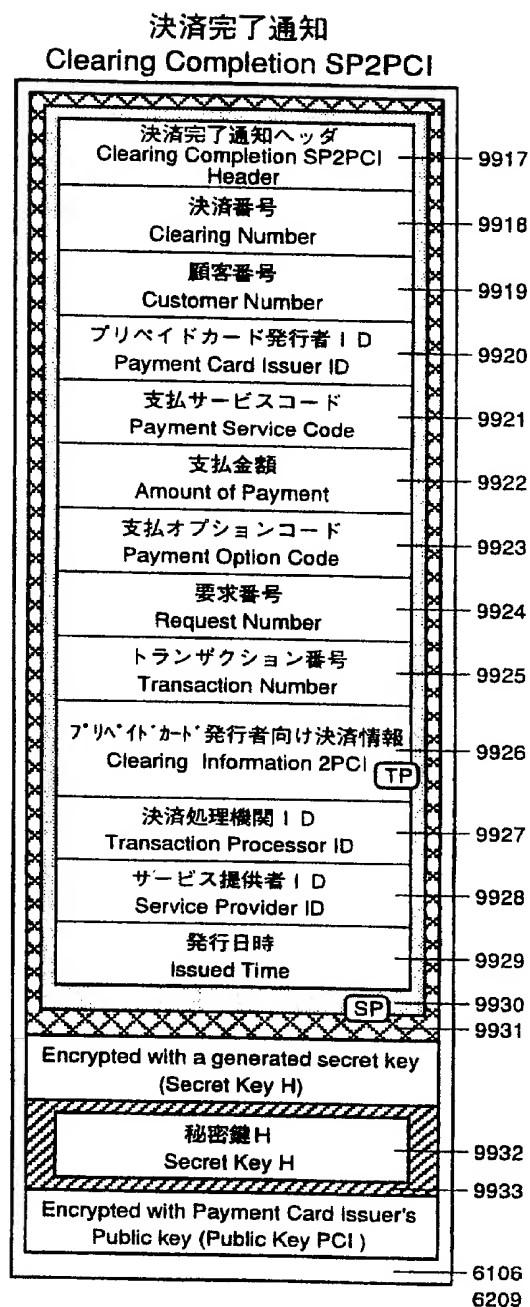 決済完了通知
Clearing Completion SP2PCI
決済完了通知ヘッダ
Clearing Completion SP2PCI
Header
9917
決済番号
Clearing Number
9918
顧客番号
Customer Number
9919
プリペイドカード発行者ID
Payment Card Issuer ID
9920
支払サービスコード
Payment Service Code
9921
支払金額
Amount of Payment
9922
支払オプションコード
Payment Option Code
9923
要求番号
Request Number
9924
トランザクション番号
Transaction Number
9925
プリペイドカード発行者向け決済情報
Clearing Information 2PCI
TP
9926
決済処理機関ID
Transaction Processor ID
9927
サービス提供者ID
Service Provider ID
9928
発行日時
Issued Time
9929
SP
9930
9931
Encrypted with a generated secret key
(Secret Key H)
秘密鍵H
Secret Key H
9932
9933
Encrypted with Payment Card Issuer's
Public key (Public Key PCI )
6106
6209